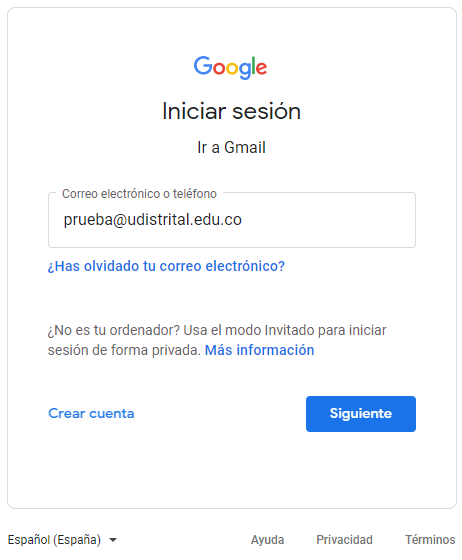 Google
Iniciar sesión
Ir a Gmail
Correo electrónico o teléfono
prueba@udistrital.edu.co
¿Has olvidado tu correo electrónico?
¿No es tu ordenador? Usa el modo Invitado para iniciar
sesión de forma privada. Más información
Crear cuenta
Siguiente
Español (España)
Ayuda
Privacidad
Términos